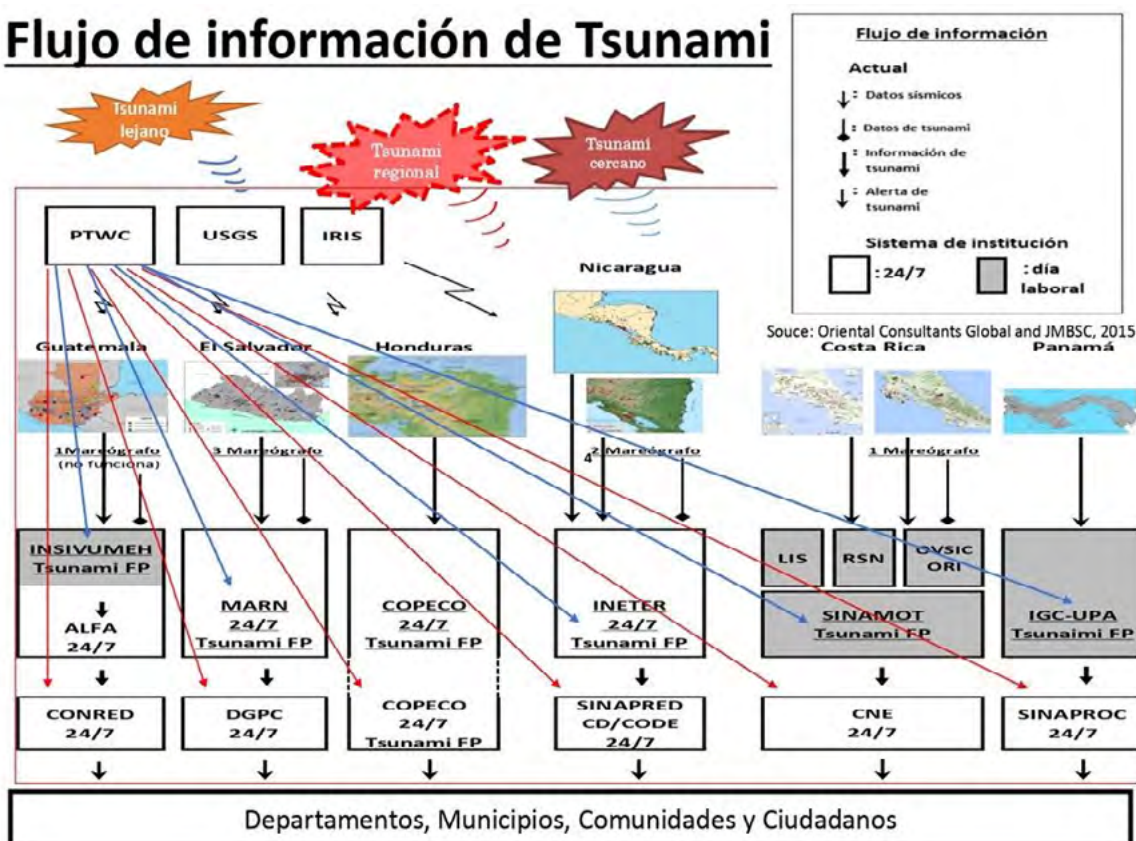 Flujo de información de Tsunami
Flujo de información
Actual
: Datos sísmicos
: Datos de tsunami
: Información de
tsunami
: Alerta de
tsunami
Sistema de institución
: 24/7
: día
laboral
Tsunami
lejano
Tsunami
regional
Tsunami
cercano
PTWC
USGS
IRIS
Nicaragua
Souce: Oriental Consultants Global and JMBSC, 2015
Guatemala
El Salvador
Honduras
Costa Rica
Panamá
1Mareógrafo
(no funciona)
3 Mareógrafo
4
2 Mareógrafo
1 Mareógrafo
INSIVUMEH
Tsunami FP
ALFA
24/7
MARN
24/7
Tsunami FP
COPECO
24/7
Tsunami FP
INETER
24/7
Tsunami FP
LIS
RSN
OVSIC
ORI
SINAMOT
Tsunami FP
IGC-UPA
Tsunaimi FP
CONRED
24/7
DGPC
24/7
COPECO
24/7
Tsunami FP
SINAPRED
CD/CODE
24/7
CNE
24/7
SINAPROC
24/7
Departamentos, Municipios, Comunidades y Ciudadanos